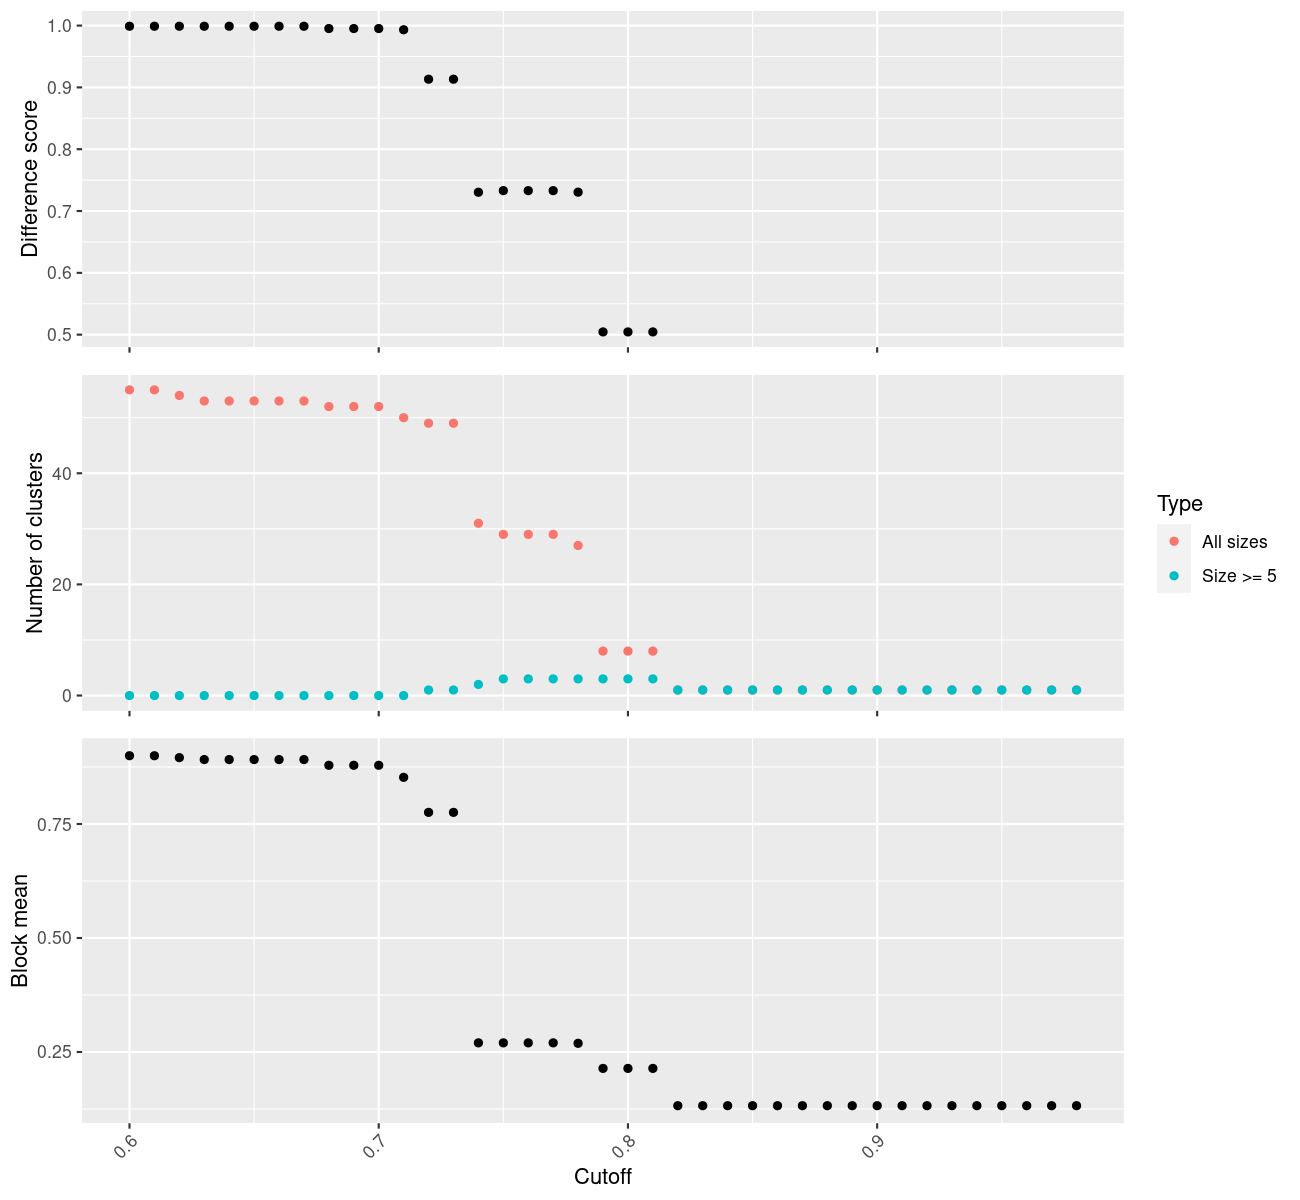 1.0
0.9
0.8
0.7
0.6
0.5
Difference score
40
20
0
Number of clusters
Type
All sizes
Size >= 5
0.75
0.50
0.25
Block mean
0.6
0.7
0.8
0.9
Cutoff